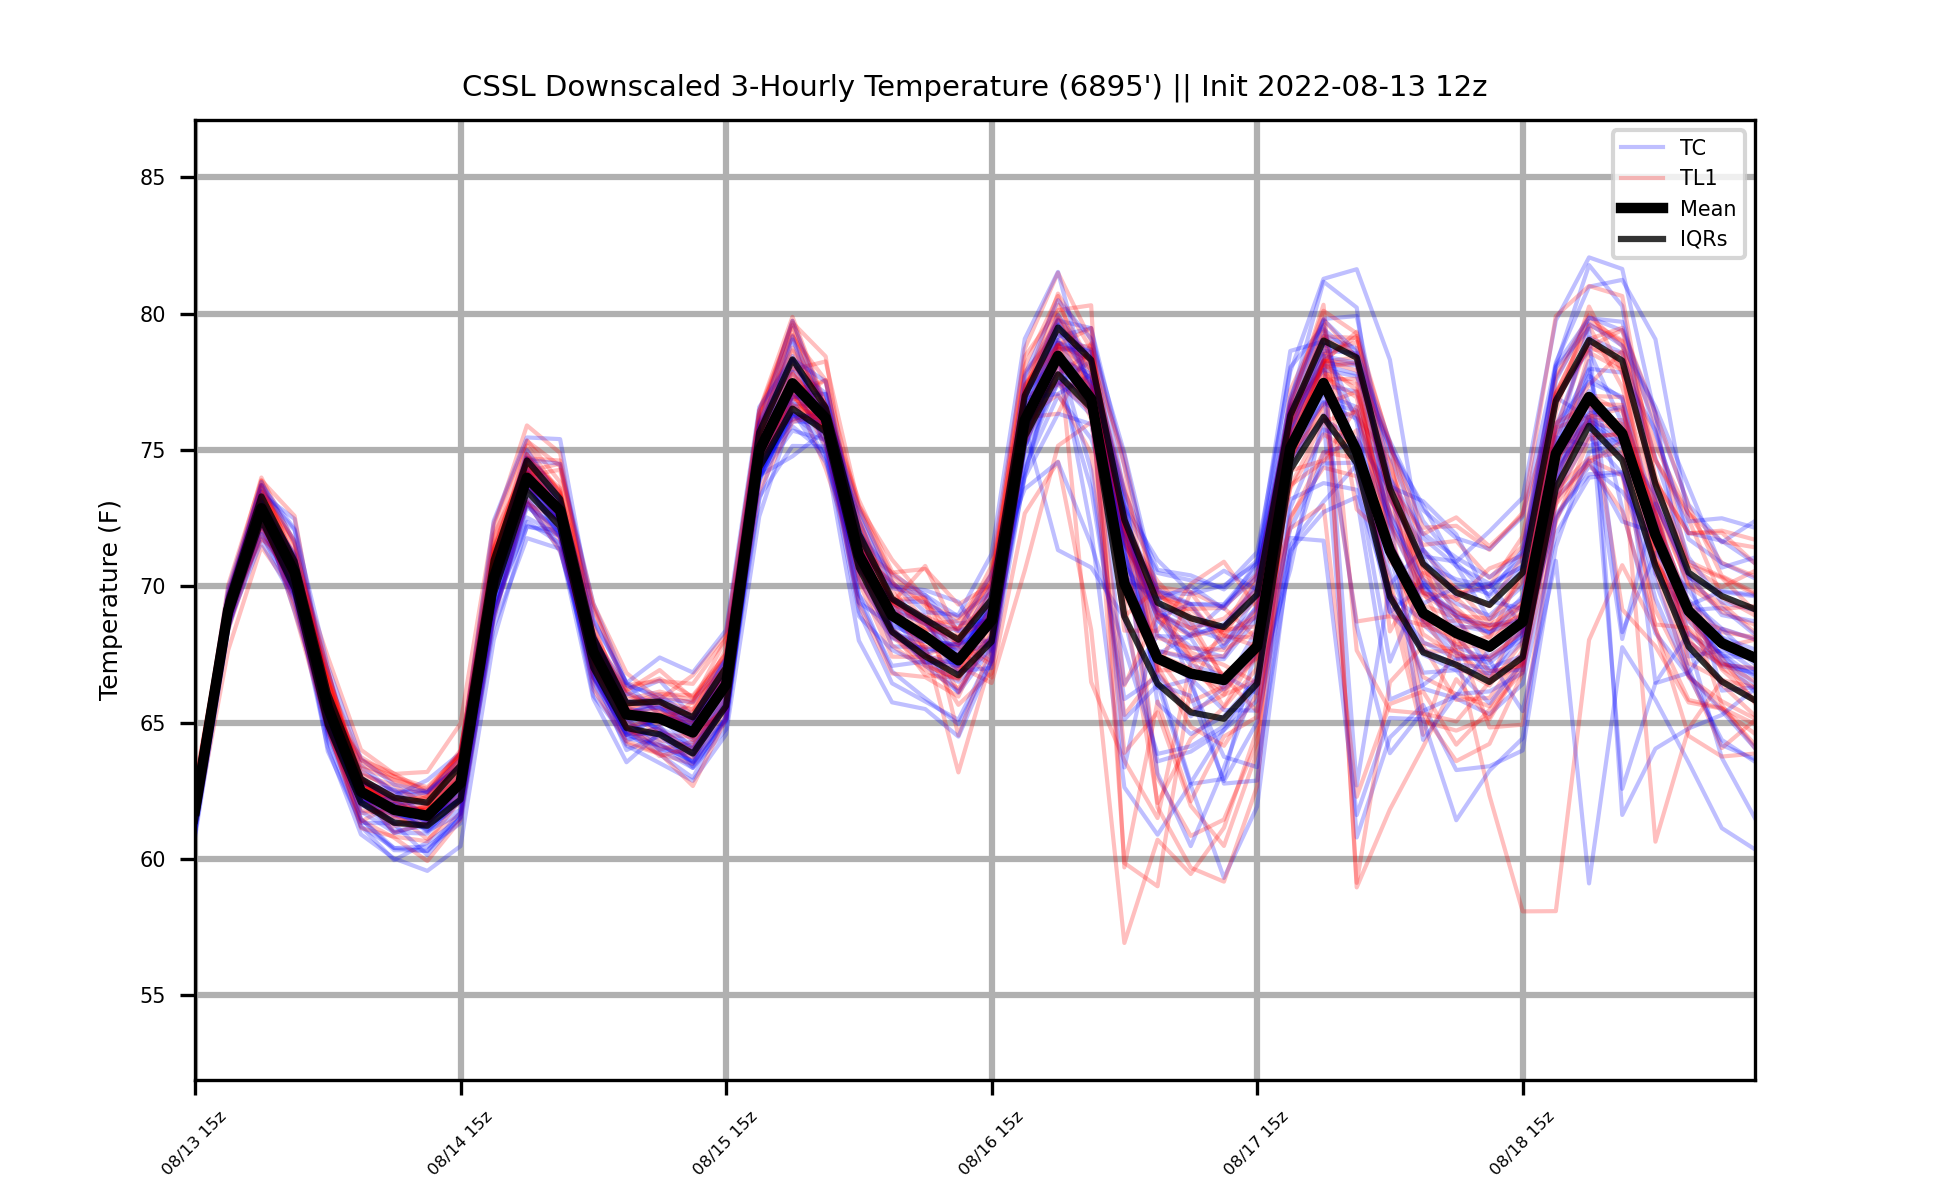 CSSL Downscaled 3-Hourly Temperature (6895') || Init 2022-08-13 12z
TC
TL1
Mean
IQRs
Temperature (F)
85
80
75
70
65
60
55
08/13 15z
08/14 15z
08/15 15z
08/16 15z
08/17 15z
08/18 15z